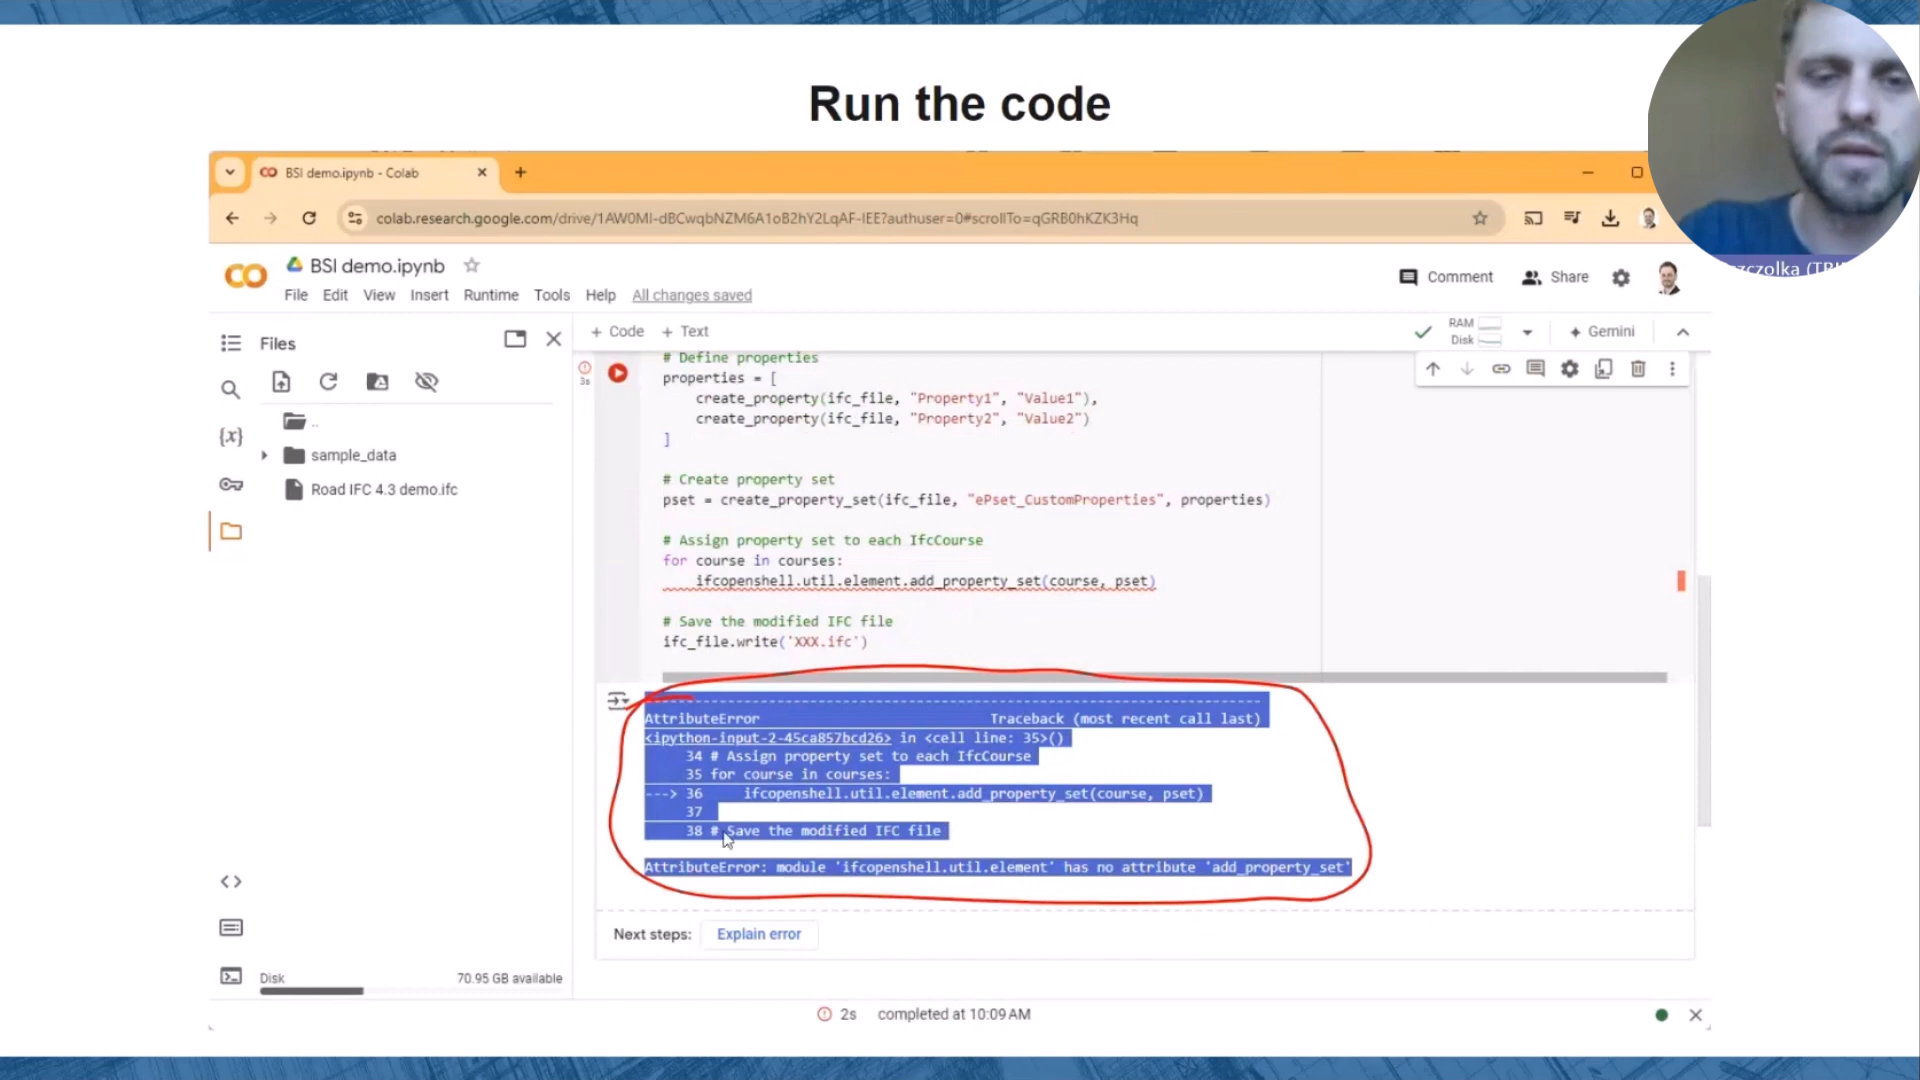 Run the code
BSI demo.ipynb - Colab
colab.research.google.com/drive/1AW0MI-dBCwqbNZM6A1oB2hY2LqAF-IEE?authuser=0#scrollTo=qGRB0hKZK3Hq
BSI demo.ipynb
Comment
Share
File Edit View Insert Runtime Tools Help All changes saved
Files
+ Code + Text
RAM
Disk
Gemini
..
sample_data
Road IFC 4.3 demo.ifc
3s
# Define properties
properties = [
create_property(ifc_file, "Property1", "Value1"),
create_property(ifc_file, "Property2", "Value2")
]
# Create property set
pset = create_property_set(ifc_file, "ePset_CustomProperties", properties)
# Assign property set to each IfcCourse
for course in courses:
ifcopenshell.util.element.add_property_set(course, pset)
# Save the modified IFC file
ifc_file.write('XXX.ifc')
---------------------------------------------------------------------------
AttributeError Traceback (most recent call last)
<ipython-input-2-45ca857bcd26> in <cell line: 35>()
34 # Assign property set to each IfcCourse
35 for course in courses:
---> 36 ifcopenshell.util.element.add_property_set(course, pset)
37
38 # Save the modified IFC file
AttributeError: module 'ifcopenshell.util.element' has no attribute 'add_property_set'
Next steps: Explain error
Disk 70.95 GB available
2s completed at 10:09 AM